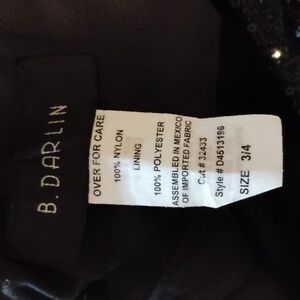 B. DARLIN
OVER FOR CARE
100% NYLON
LINING
100% POLYESTER
ASSEMBLED IN MEXICO
OF IMPORTED FABRIC
Cut # 32433
Style # D4513196
SIZE 3/4